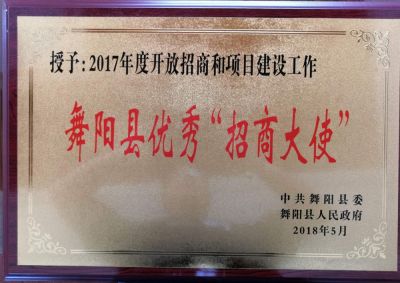 授予:2017年度开放招商和项目建设工作
舞阳县优秀“招商大使”
中共舞阳县委
舞阳县人民政府
2018年5月